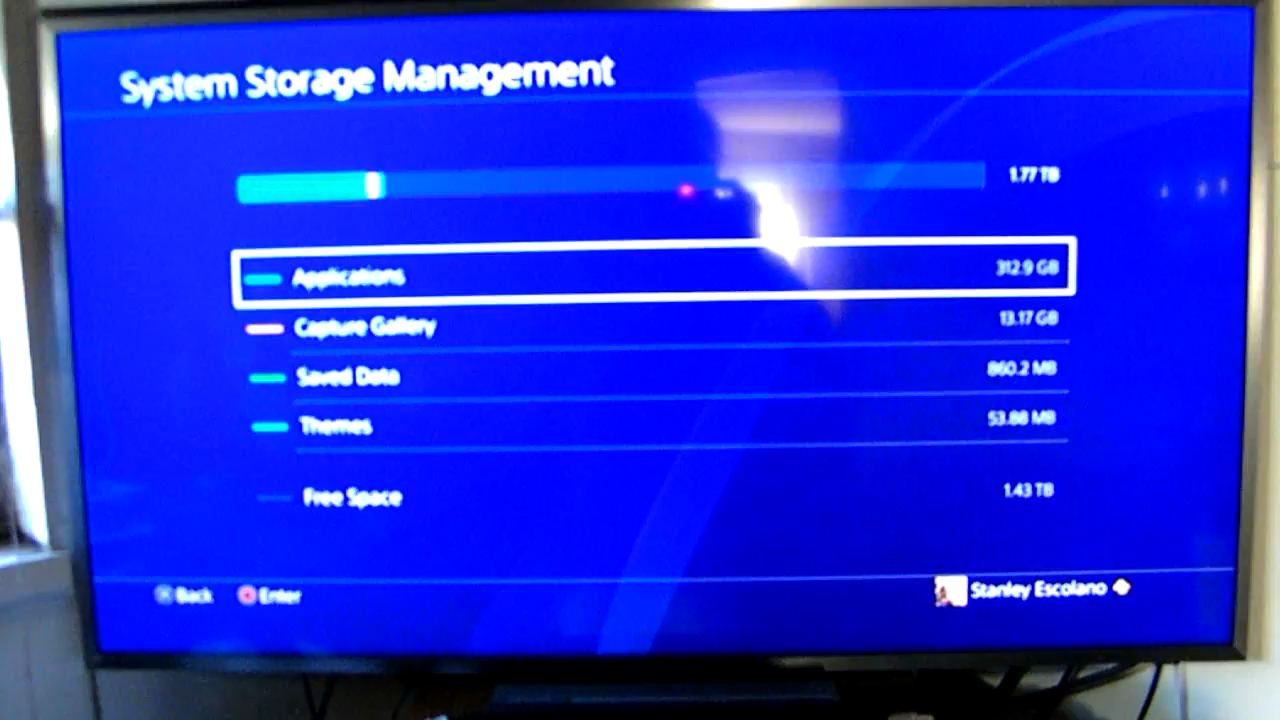 System Storage Management
1.77 TB
Applications 312.9 GB
Capture Gallery 13.17 GB
Saved Data 860.2 MB
Themes 53.88 MB
Free Space 1.43 TB
Back Enter Stanley Escolano